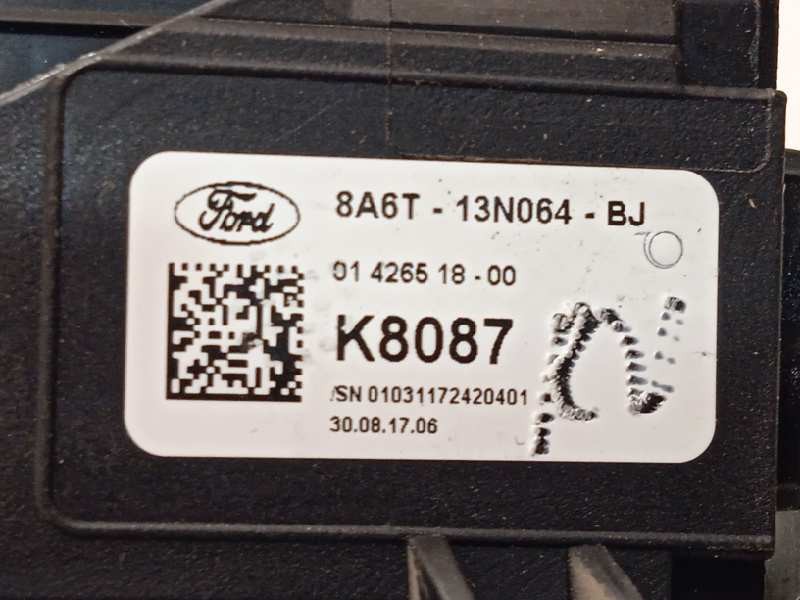 Ford
8A6T - 13N064 - BJ
01 4265 18 - 00
K8087
/SN 01031172420401
30.08.17.06